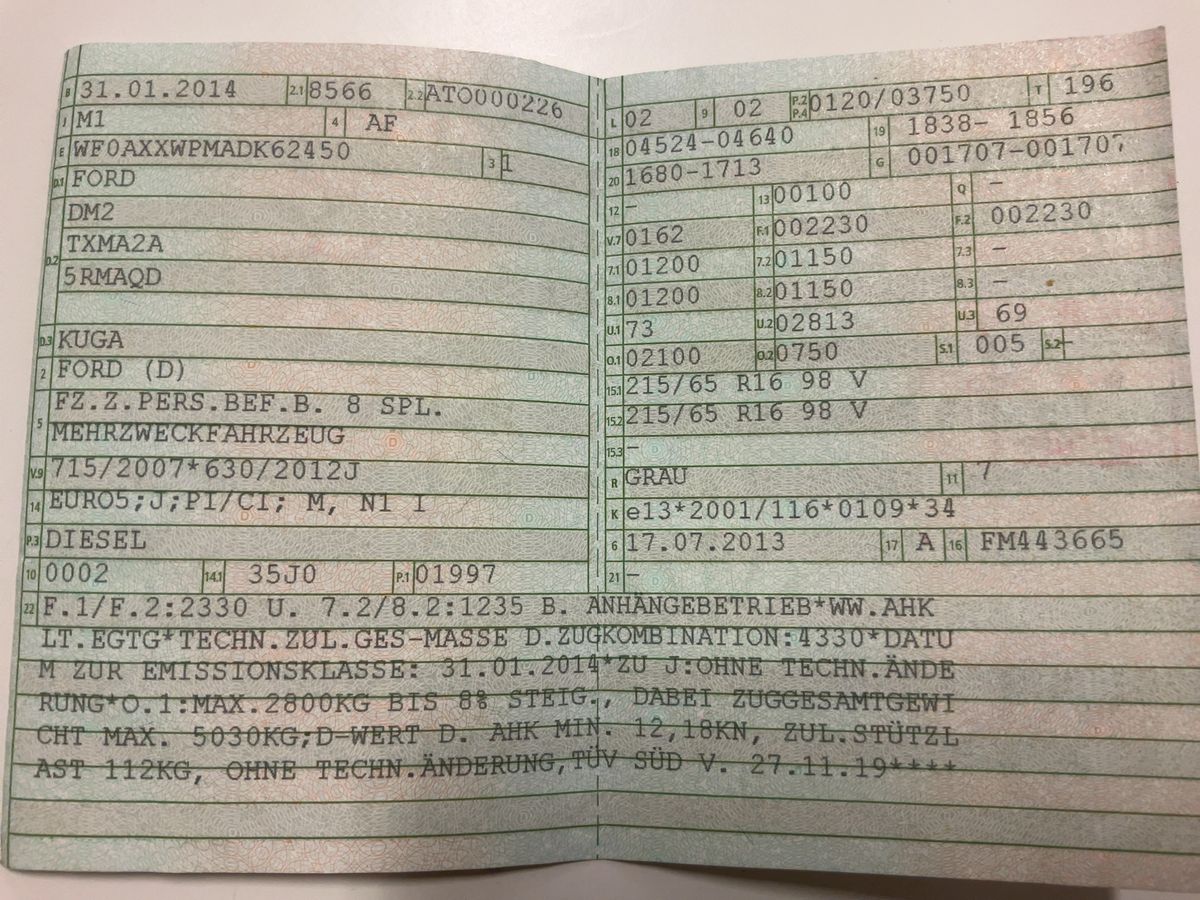 B 31.01.2014 2.1 8566 2.2 ATO000226
J M1 4 AF
E WF0AXXWPMADK62450 3 1
D.1 FORD
DM2
D.2 TXMA2A
5RMAQD
D.3 KUGA
2 FORD (D)
FZ.Z.PERS.BEF.B. 8 SPL.
5 MEHRZWECKFAHRZEUG
V.9 715/2007*630/2012J
14 EURO5;J;PI/CI; M, N1 I
P.3 DIESEL
10 0002 14.1 35J0 P.1 01997
L 02 9 02 P.2 P.4 0120/03750 T 196
18 04524-04640 19 1838- 1856
20 1680-1713 G 001707-001707
12 – 13 00100 Q –
V.7 0162 F.1 002230 F.2 002230
7.1 01200 7.2 01150 7.3 –
8.1 01200 8.2 01150 8.3 –
U.1 73 U.2 02813 U.3 69
O.1 02100 O.2 0750 S.1 005 S.2 –
15.1 215/65 R16 98 V
15.2 215/65 R16 98 V
15.3 –
R GRAU 11 7
K e13*2001/116*0109*34
6 17.07.2013 17 A 16 FM443665
21 –
22 F.1/F.2:2330 U. 7.2/8.2:1235 B. ANHÄNGEBETRIEB*WW.AHK
LT.EGTG*TECHN.ZUL.GES-MASSE D.ZUGKOMBINATION:4330*DATU
M ZUR EMISSIONSKLASSE: 31.01.2014*ZU J:OHNE TECHN.ÄNDE
RUNG*O.1:MAX.2800KG BIS 8% STEIG., DABEI ZUGGESAMTGEWI
CHT MAX. 5030KG;D-WERT D. AHK MIN. 12,18KN, ZUL.STÜTZL
AST 112KG, OHNE TECHN.ÄNDERUNG,TÜV SÜD V. 27.11.19****